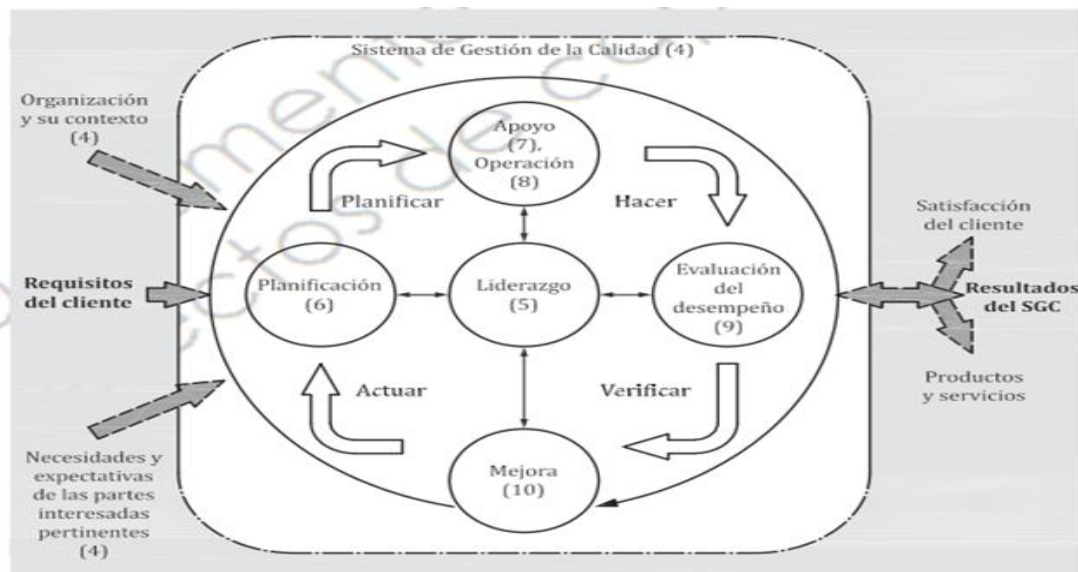 Sistema de Gestión de la Calidad (4)
Organización
y su contexto
(4)
Apoyo
(7),
Operación
(8)
Planificar
Hacer
Satisfacción
del cliente
Requisitos
del cliente
Planificación
(6)
Liderazgo
(5)
Evaluación
del
desempeño
(9)
Resultados
del SGC
Actuar
Verificar
Productos
y servicios
Necesidades y
expectativas
de las partes
interesadas
pertinentes
(4)
Mejora
(10)